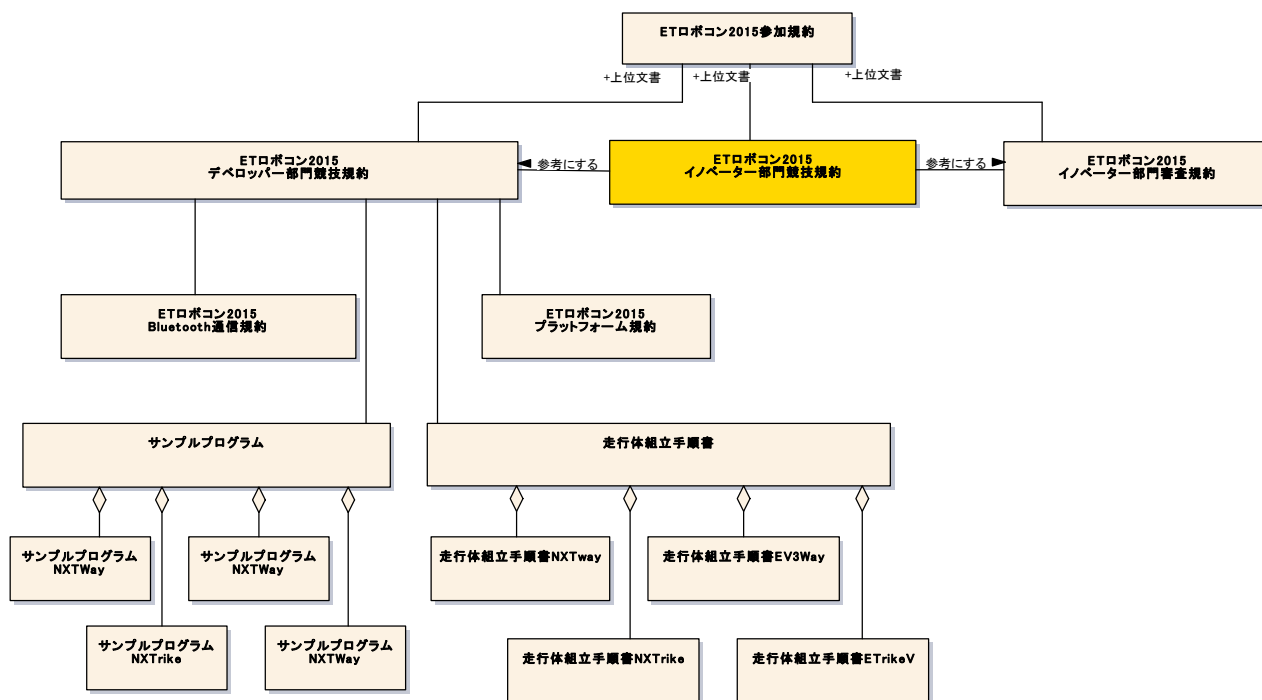 ETロボコン2015参加規約
+上位文書
+上位文書
+上位文書
ETロボコン2015
デベロッパー部門競技規約
参考にする
ETロボコン2015
イノベーター部門競技規約
参考にする
ETロボコン2015
イノベーター部門審査規約
ETロボコン2015
Bluetooth通信規約
ETロボコン2015
プラットフォーム規約
サンプルプログラム
走行体組立手順書
サンプルプログラム
NXTWay
サンプルプログラム
NXTWay
走行体組立手順書NXTway
走行体組立手順書EV3Way
サンプルプログラム
NXTrike
サンプルプログラム
NXTWay
走行体組立手順書NXTrike
走行体組立手順書ETrikeV